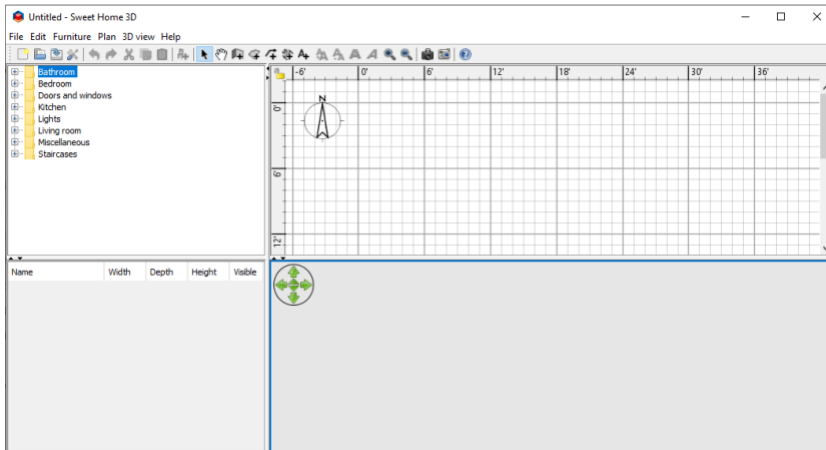 Untitled - Sweet Home 3D
File Edit Furniture Plan 3D view Help
Bathroom
Bedroom
Doors and windows
Kitchen
Lights
Living room
Miscellaneous
Staircases
-6' 0' 6' 12' 18' 24' 30' 36'
N
0'
6'
12'
Name Width Depth Height Visible